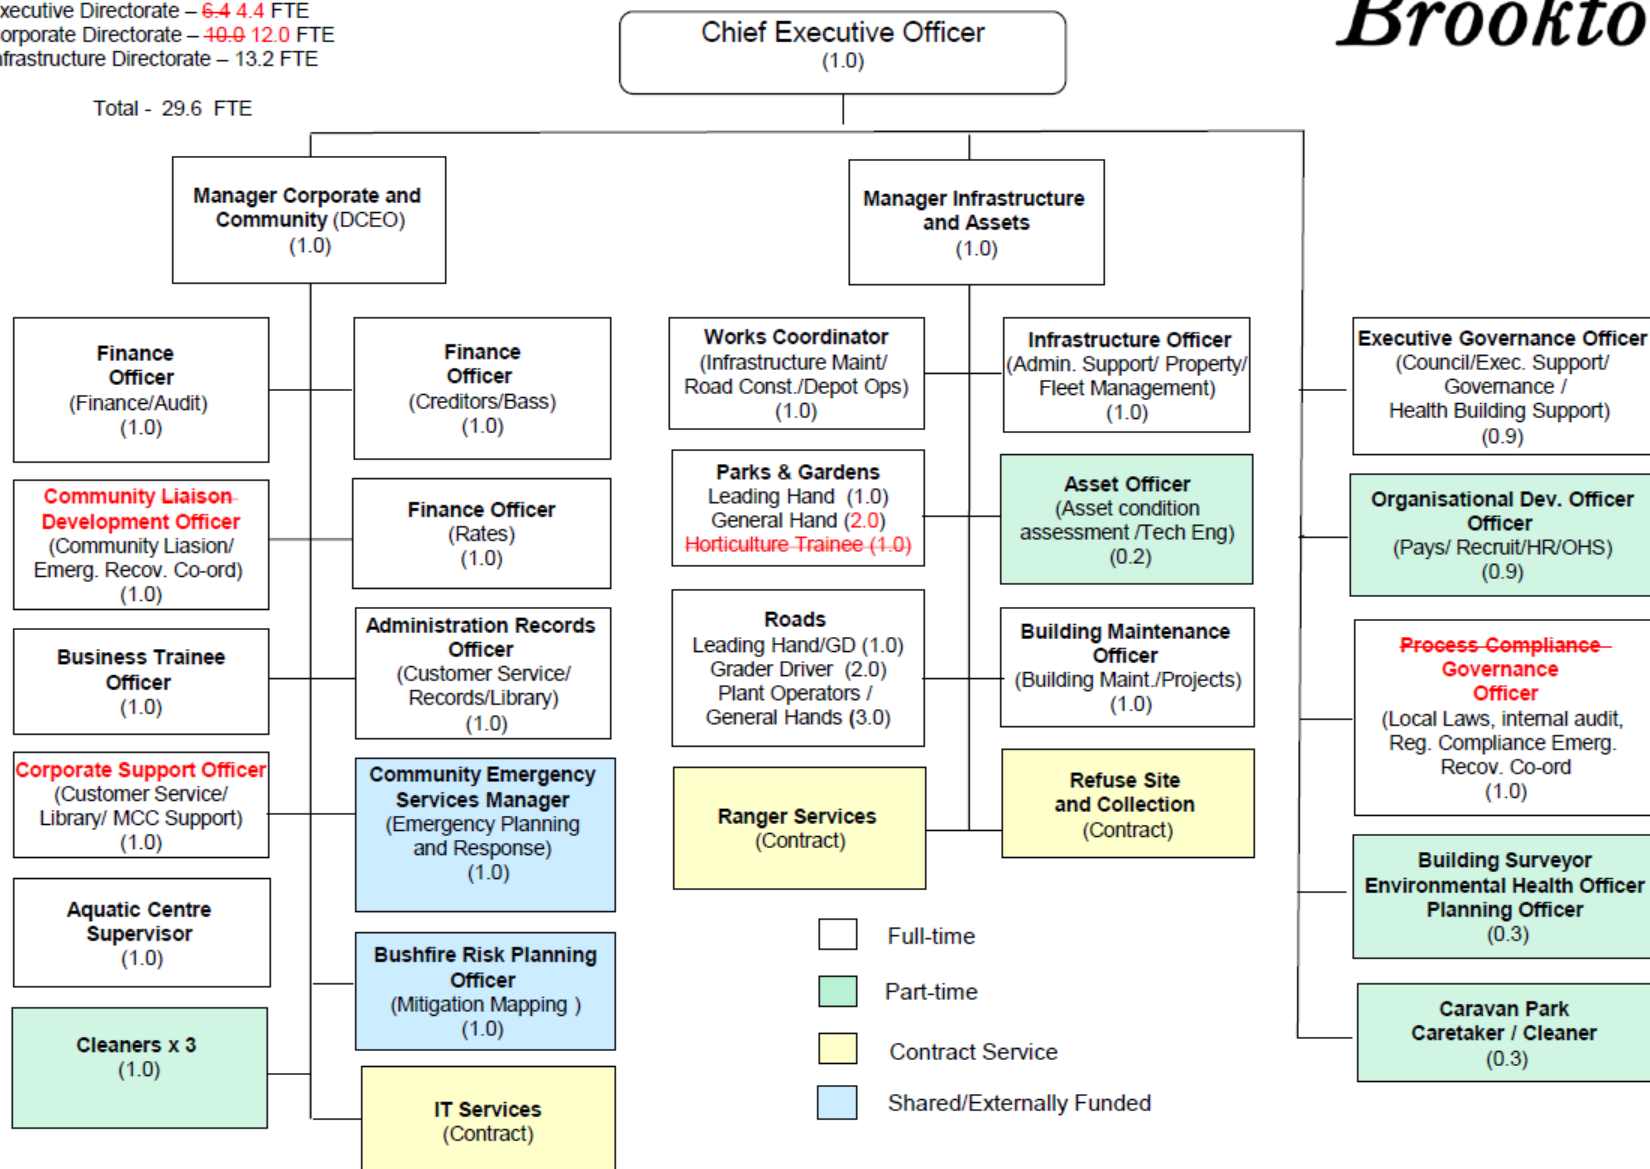 xecutive Directorate – 6.4 4.4 FTE
orporate Directorate – 10.0 12.0 FTE
nfrastructure Directorate – 13.2 FTE
Total - 29.6 FTE
Brookto
Chief Executive Officer
(1.0)
Manager Corporate and
Community (DCEO)
(1.0)
Manager Infrastructure
and Assets
(1.0)
Finance
Officer
(Finance/Audit)
(1.0)
Finance
Officer
(Creditors/Bass)
(1.0)
Community Liaison
Development Officer
(Community Liasion/
Emerg. Recov. Co-ord)
(1.0)
Finance Officer
(Rates)
(1.0)
Business Trainee
Officer
(1.0)
Administration Records
Officer
(Customer Service/
Records/Library)
(1.0)
Corporate Support Officer
(Customer Service/
Library/ MCC Support)
(1.0)
Community Emergency
Services Manager
(Emergency Planning
and Response)
(1.0)
Aquatic Centre
Supervisor
(1.0)
Bushfire Risk Planning
Officer
(Mitigation Mapping )
(1.0)
Cleaners x 3
(1.0)
IT Services
(Contract)
Works Coordinator
(Infrastructure Maint/
Road Const./Depot Ops)
(1.0)
Infrastructure Officer
(Admin. Support/ Property/
Fleet Management)
(1.0)
Parks & Gardens
Leading Hand (1.0)
General Hand (2.0)
Horticulture Trainee (1.0)
Asset Officer
(Asset condition
assessment /Tech Eng)
(0.2)
Roads
Leading Hand/GD (1.0)
Grader Driver (2.0)
Plant Operators /
General Hands (3.0)
Building Maintenance
Officer
(Building Maint./Projects)
(1.0)
Ranger Services
(Contract)
Refuse Site
and Collection
(Contract)
Executive Governance Officer
(Council/Exec. Support/
Governance /
Health Building Support)
(0.9)
Organisational Dev. Officer
Officer
(Pays/ Recruit/HR/OHS)
(0.9)
Process Compliance
Governance
Officer
(Local Laws, internal audit,
Reg. Compliance Emerg.
Recov. Co-ord
(1.0)
Building Surveyor
Environmental Health Officer
Planning Officer
(0.3)
Caravan Park
Caretaker / Cleaner
(0.3)
Full-time
Part-time
Contract Service
Shared/Externally Funded